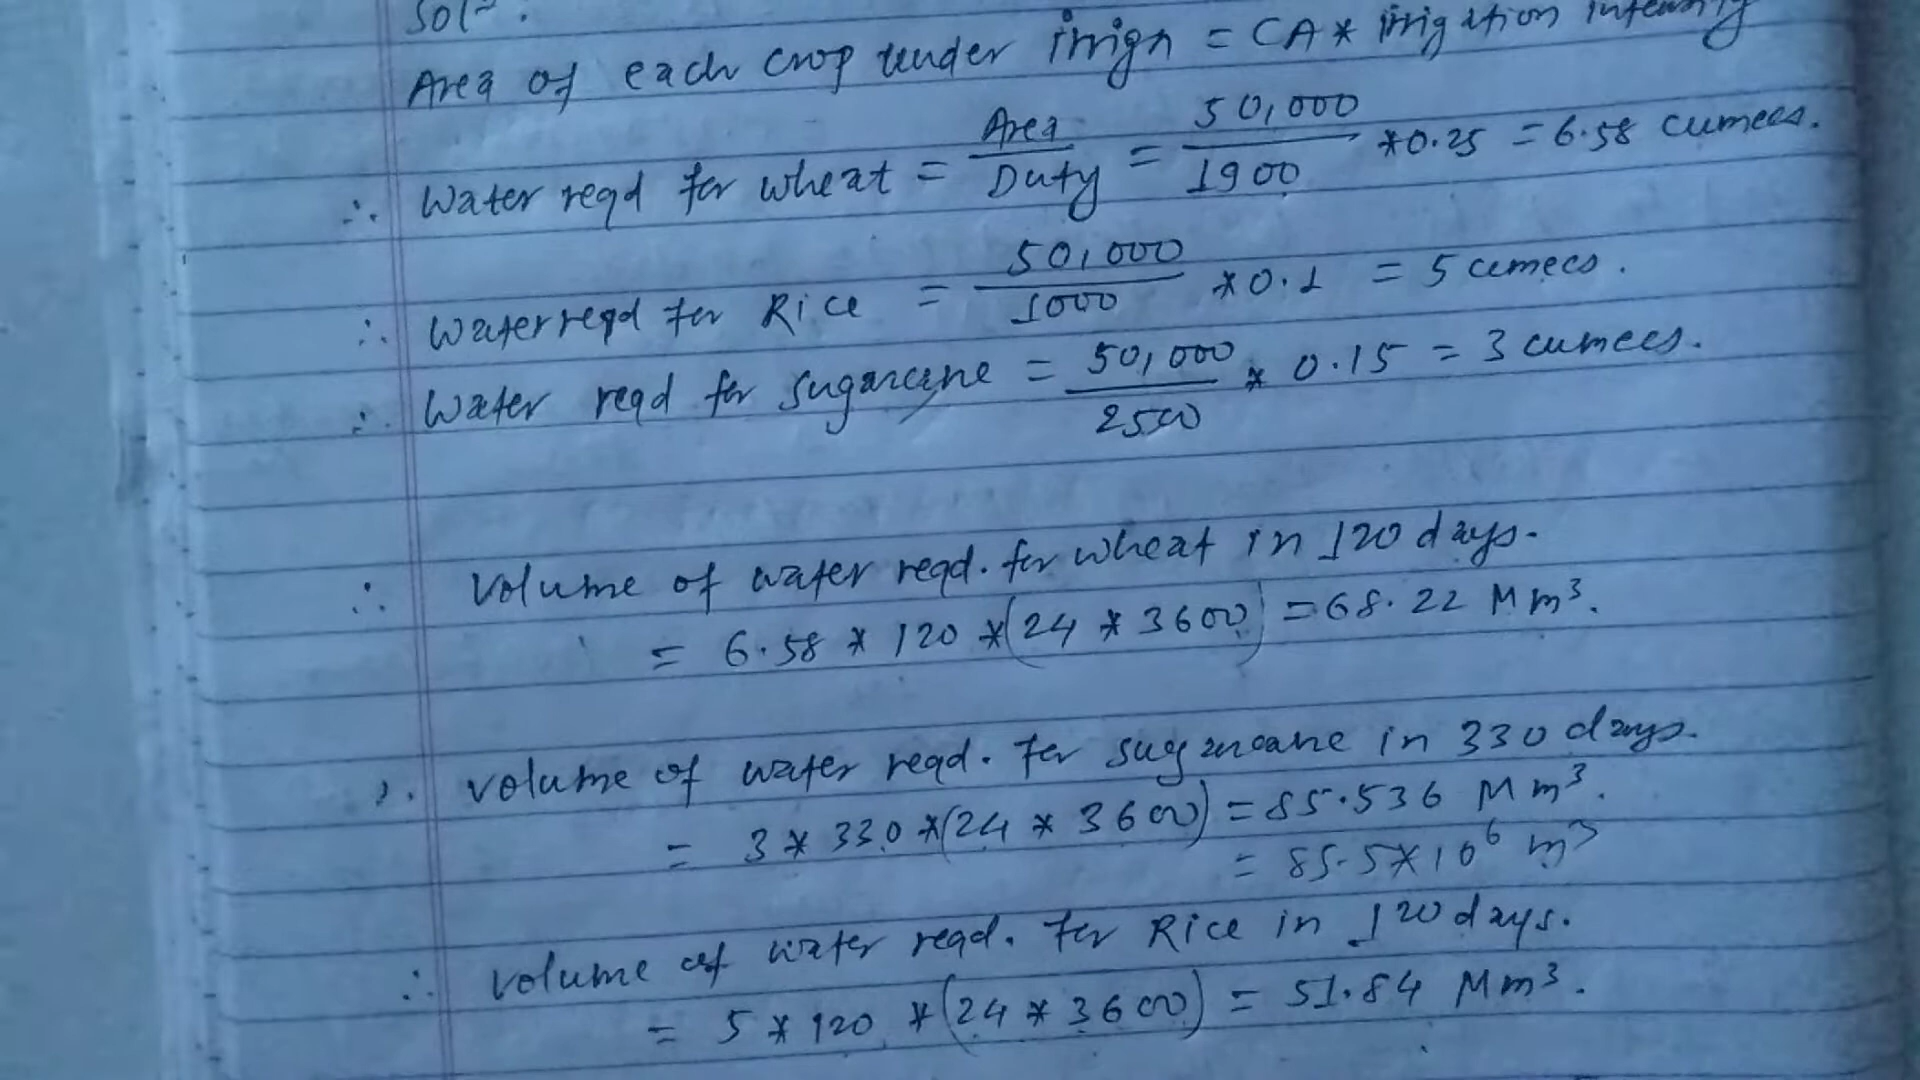 Sol<sup>n</sup>.
Area of each crop under irrign = CA * irrigation intensity
∴ Water reqd for wheat = Area/Duty = 50,000/1900 * 0.25 = 6.58 cumecs.
∴ Water reqd for Rice = 50,000/1000 * 0.1 = 5 cumecs.
∴ Water reqd for sugarcane = 50,000/2500 * 0.15 = 3 cumecs.
∴ Volume of water reqd. for wheat in 120 days.
= 6.58 * 120 * (24 * 3600) = 68.22 Mm³.
∴ volume of water reqd. for sugarcane in 330 days.
= 3 * 330 * (24 * 3600) = 85.536 Mm³.
= 85.5 * 10⁶ m³
∴ volume of water reqd. for Rice in 120 days.
= 5 * 120 * (24 * 3600) = 51.84 Mm³.